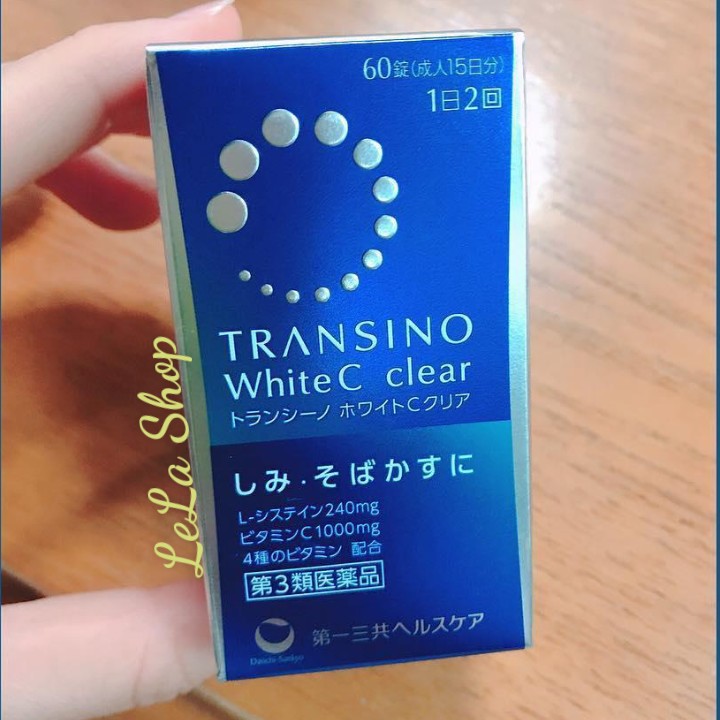 60錠(成人15日分)
1日2回
TRANSINO
White C clear
トランシーノ ホワイトCクリア
しみ・そばかすに
L-システイン240mg
ビタミンC1000mg
4種のビタミン 配合
第3類医薬品
第一三共ヘルスケア
Daiichi-Sankyo
LeLa Shop